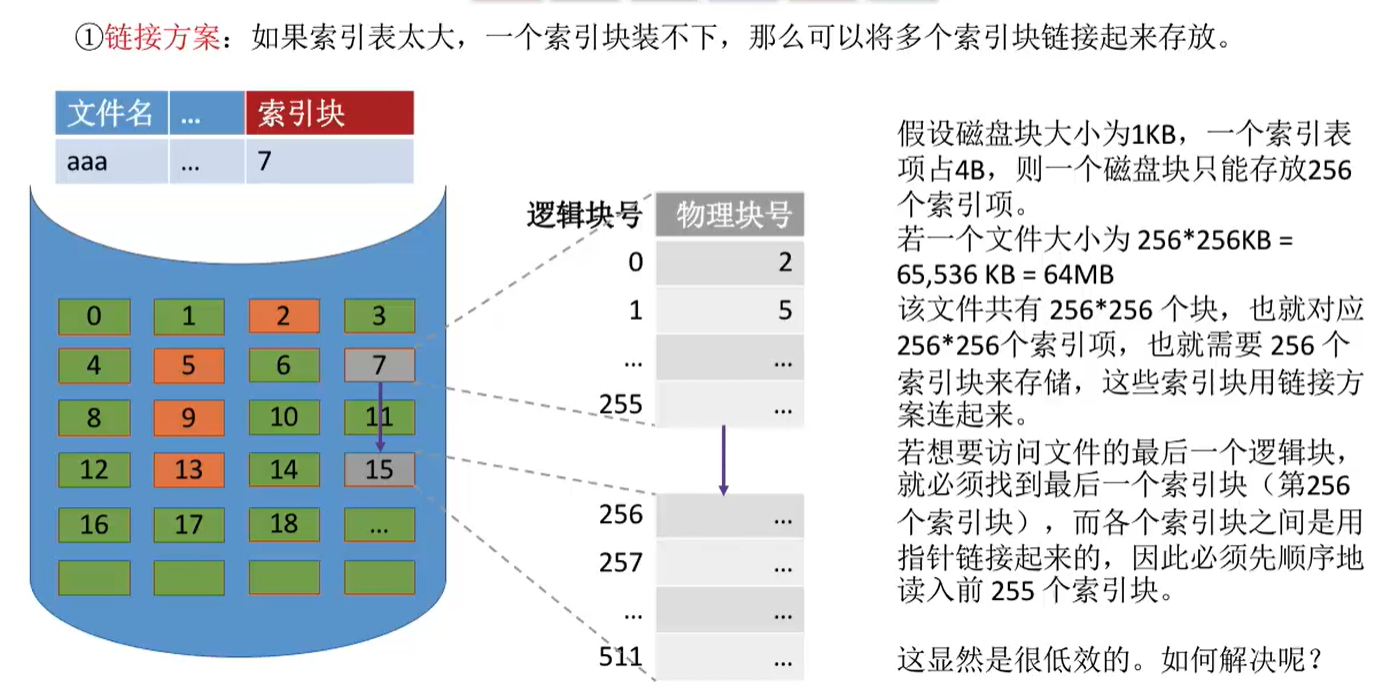 ①链接方案：如果索引表太大，一个索引块装不下，那么可以将多个索引块链接起来存放。
文件名 ... 索引块
aaa ... 7
逻辑块号 物理块号
0 2
1 5
... ...
255 ...
256 ...
257 ...
... ...
511 ...
0 1 2 3
4 5 6 7
8 9 10 11
12 13 14 15
16 17 18 ...
假设磁盘块大小为1KB，一个索引表
项占4B，则一个磁盘块只能存放256
个索引项。
若一个文件大小为 256*256KB =
65,536 KB = 64MB
该文件共有 256*256 个块，也就对应
256*256个索引项，也就需要 256 个
索引块来存储，这些索引块用链接方
案连起来。
若想要访问文件的最后一个逻辑块，
就必须找到最后一个索引块（第256
个索引块），而各个索引块之间是用
指针链接起来的，因此必须先顺序地
读入前 255 个索引块。
这显然是很低效的。如何解决呢？